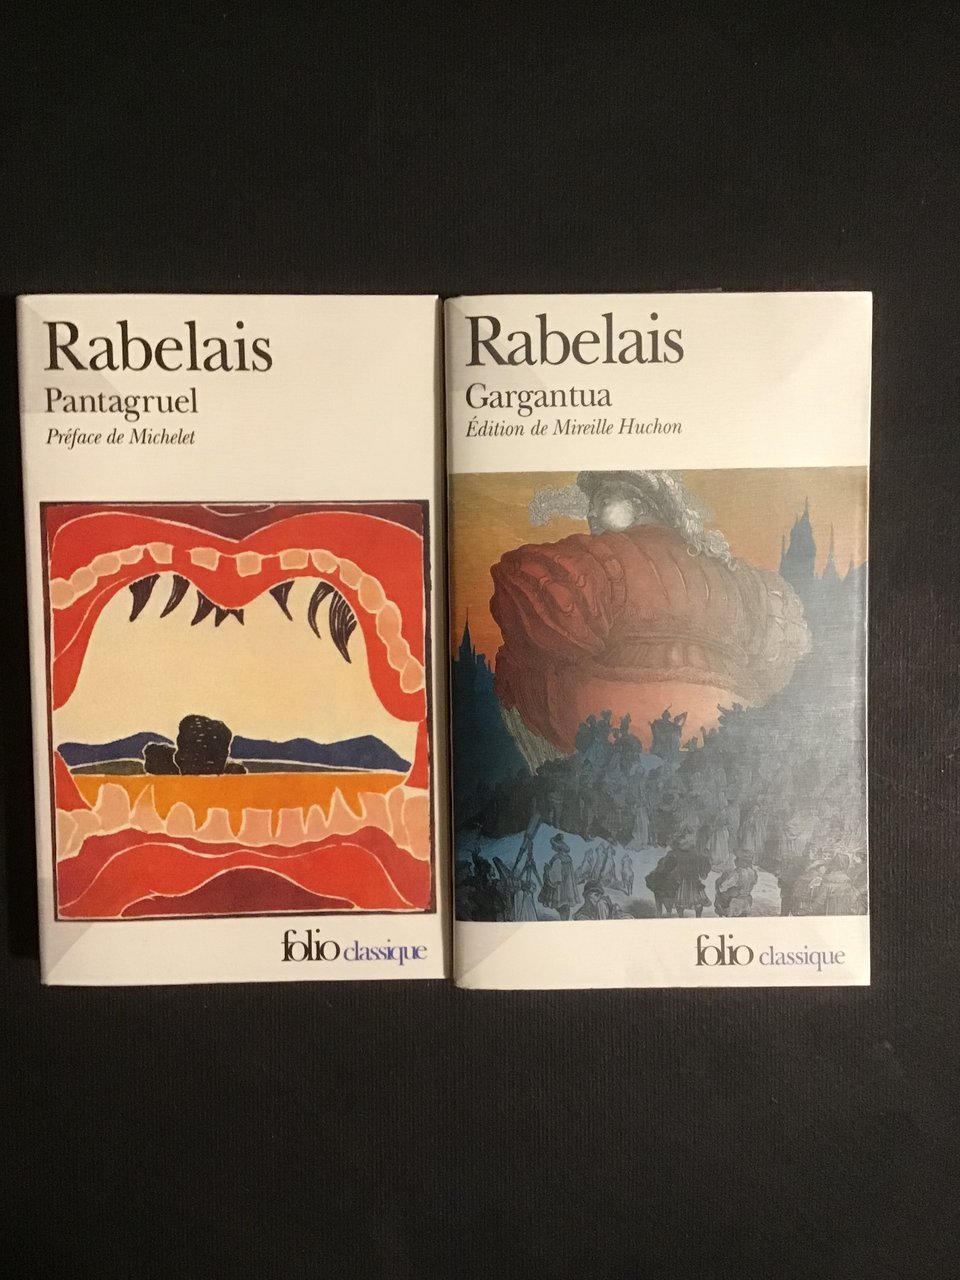 Rabelais
Pantagruel
Préface de Michelet
folio classique
Rabelais
Gargantua
Édition de Mireille Huchon
folio classique